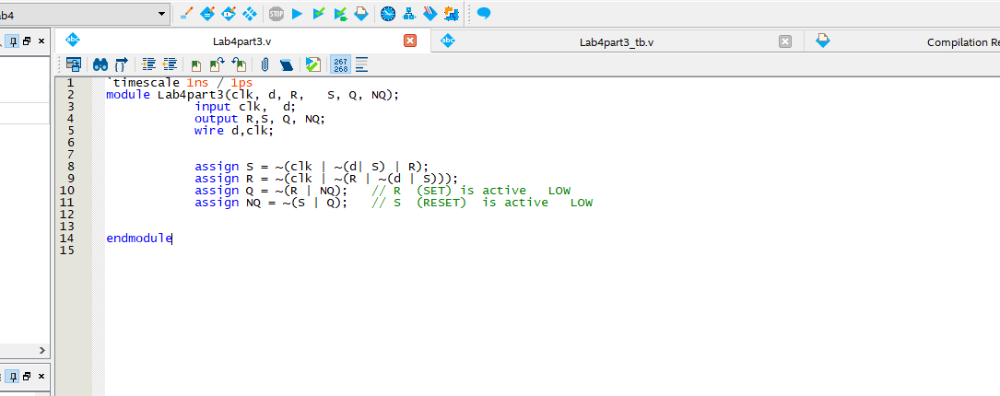 ab4
Lab4part3.v
Lab4part3_tb.v
Compilation Re
267
268
1 `timescale 1ns / 1ps
2 module Lab4part3(clk, d, R,   S, Q, NQ);
3 input clk,  d;
4 output R,S, Q, NQ;
5 wire d,clk;
6
7
8 assign S = ~(clk | ~(d| S) | R);
9 assign R = ~(clk | ~(R | ~(d | S)));
10 assign Q = ~(R | NQ);   // R  (SET) is active   LOW
11 assign NQ = ~(S | Q);   // S  (RESET)  is active   LOW
12
13
14 endmodule
15